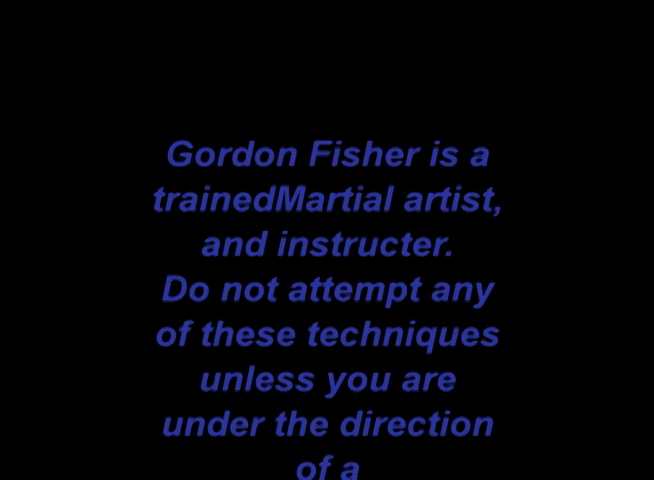 Gordon Fisher is a
trainedMartial artist,
and instructer.
Do not attempt any
of these techniques
unless you are
under the direction
of a